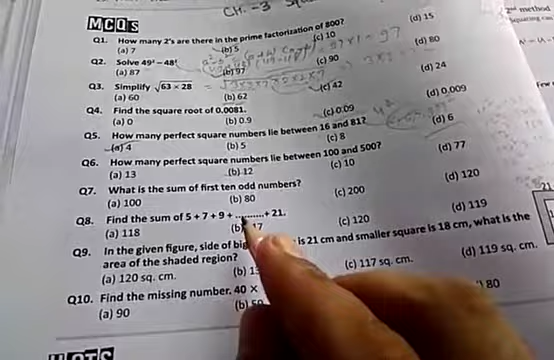 CH.-3
MCQs
Q1. How many 2's are there in the prime factorization of 800?
(a) 7 (b) 5 (c) 10 (d) 15
Q2. Solve 49² – 48²
(a) 87 (b) 97 (c) 90 (d) 80
Q3. Simplify √63 × 28
(a) 60 (b) 62 (c) 42 (d) 24
Q4. Find the square root of 0.0081.
(a) 0 (b) 0.9 (c) 0.09 (d) 0.009
Q5. How many perfect square numbers lie between 16 and 81?
(a) 4 (b) 5 (c) 8 (d) 6
Q6. How many perfect square numbers lie between 100 and 500?
(a) 13 (b) 12 (c) 10 (d) 77
Q7. What is the sum of first ten odd numbers?
(a) 100 (b) 80 (c) 200 (d) 120
Q8. Find the sum of 5 + 7 + 9 + .......... + 21.
(a) 118 (c) 120 (d) 119
Q9. In the given figure, side of big is 21 cm and smaller square is 18 cm, what is the
area of the shaded region?
(a) 120 sq. cm. (b) (c) 117 sq. cm. (d) 119 sq. cm.
Q10. Find the missing number. 40 ×
(a) 90 (b) 80
2nd method
HOTS